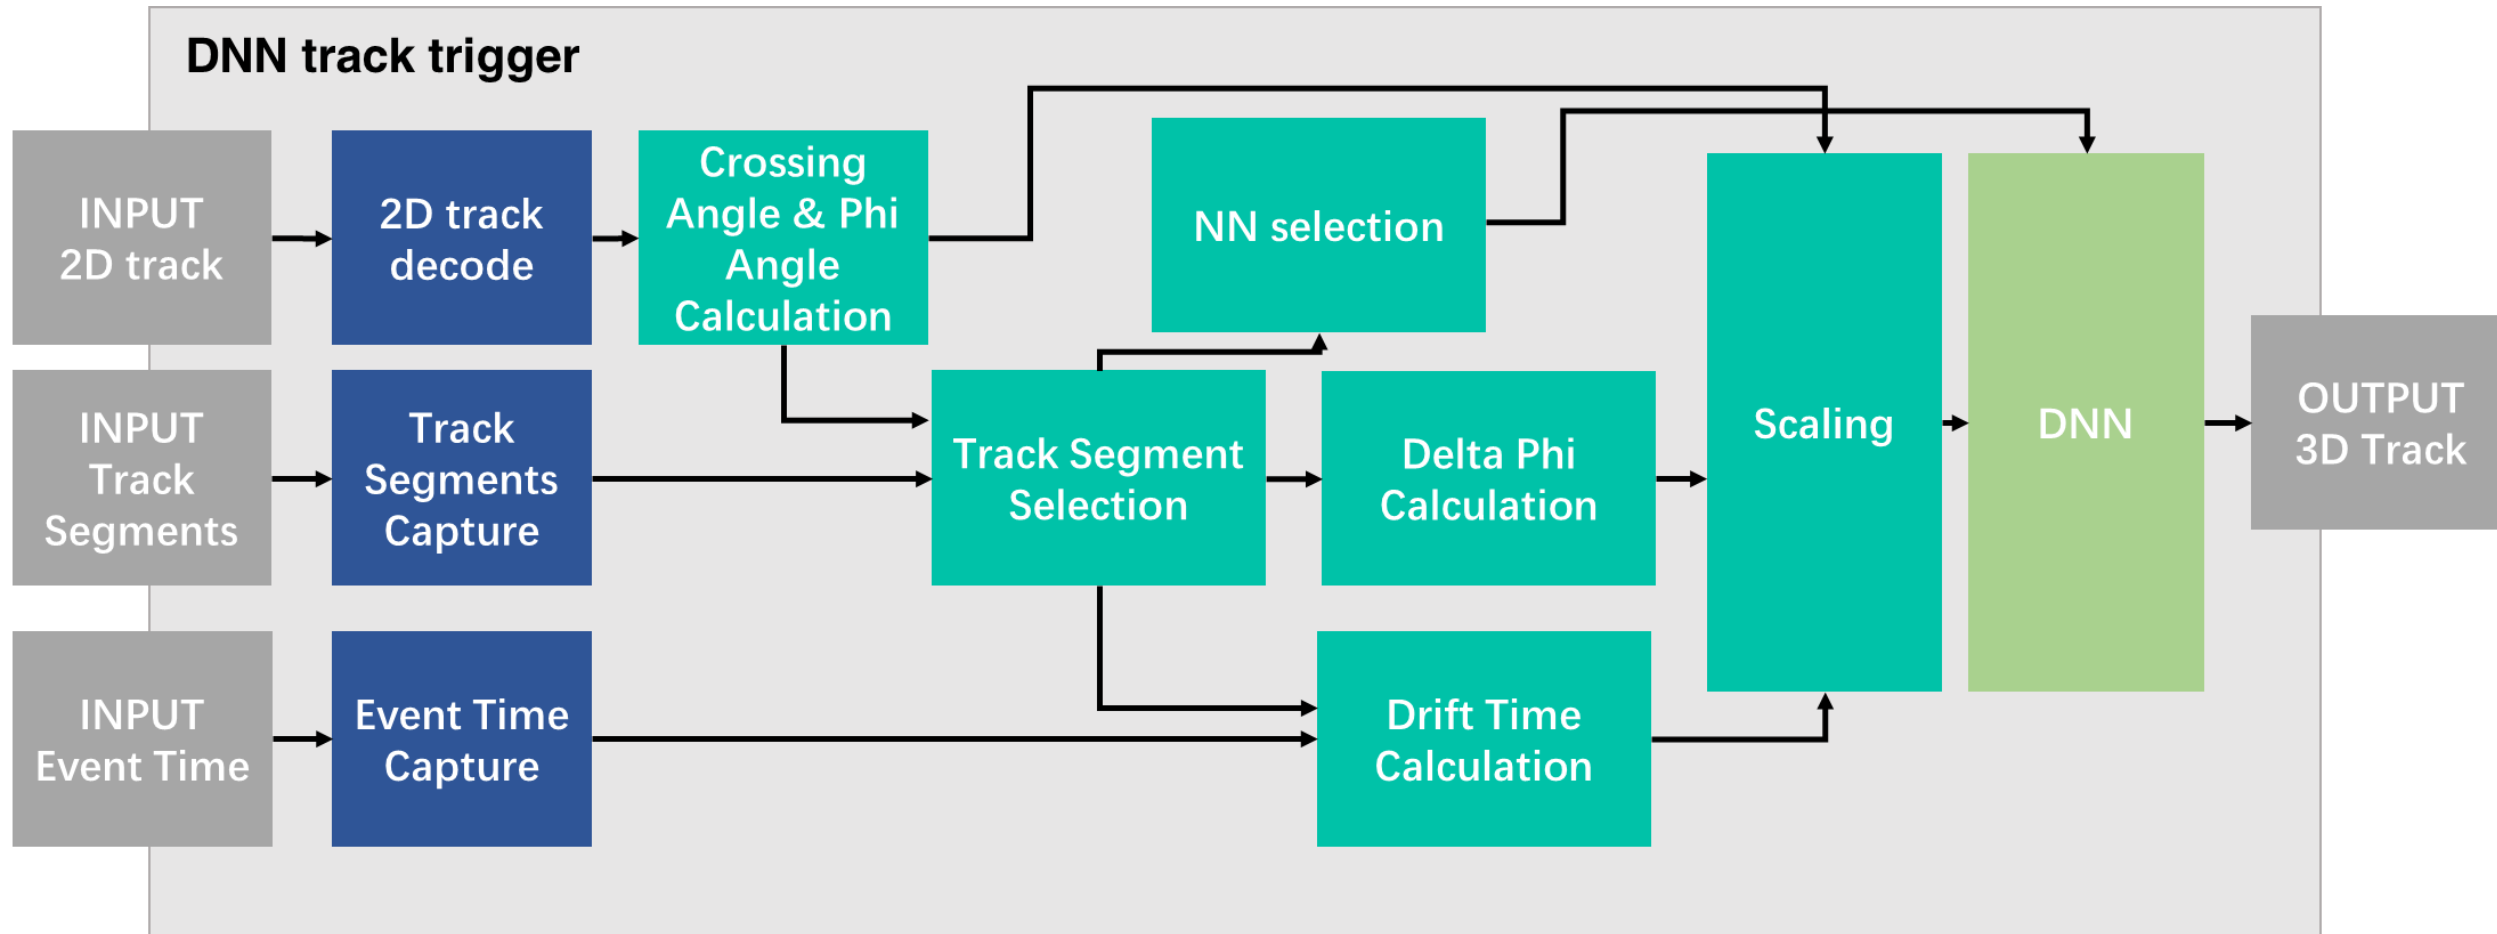 DNN track trigger
INPUT
2D track
2D track
decode
Crossing
Angle & Phi
Angle
Calculation
NN selection
INPUT
Track
Segments
Track
Segments
Capture
Track Segment
Selection
Delta Phi
Calculation
Scaling
DNN
OUTPUT
3D Track
INPUT
Event Time
Event Time
Capture
Drift Time
Calculation